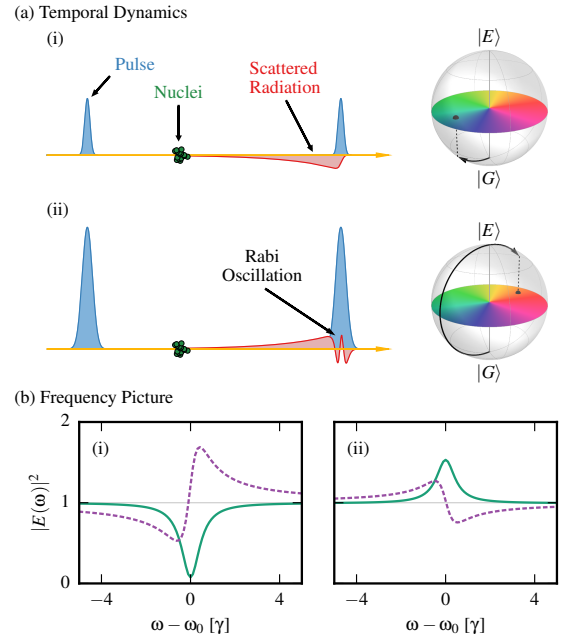 (a) Temporal Dynamics
(i)
Pulse
Nuclei
Scattered
Radiation
|E⟩
|G⟩
(ii)
Rabi
Oscillation
|E⟩
|G⟩
(b) Frequency Picture
|E(ω)|²
2
1
0
(i)
(ii)
−4 0 4
−4 0 4
ω − ω₀ [γ]
ω − ω₀ [γ]